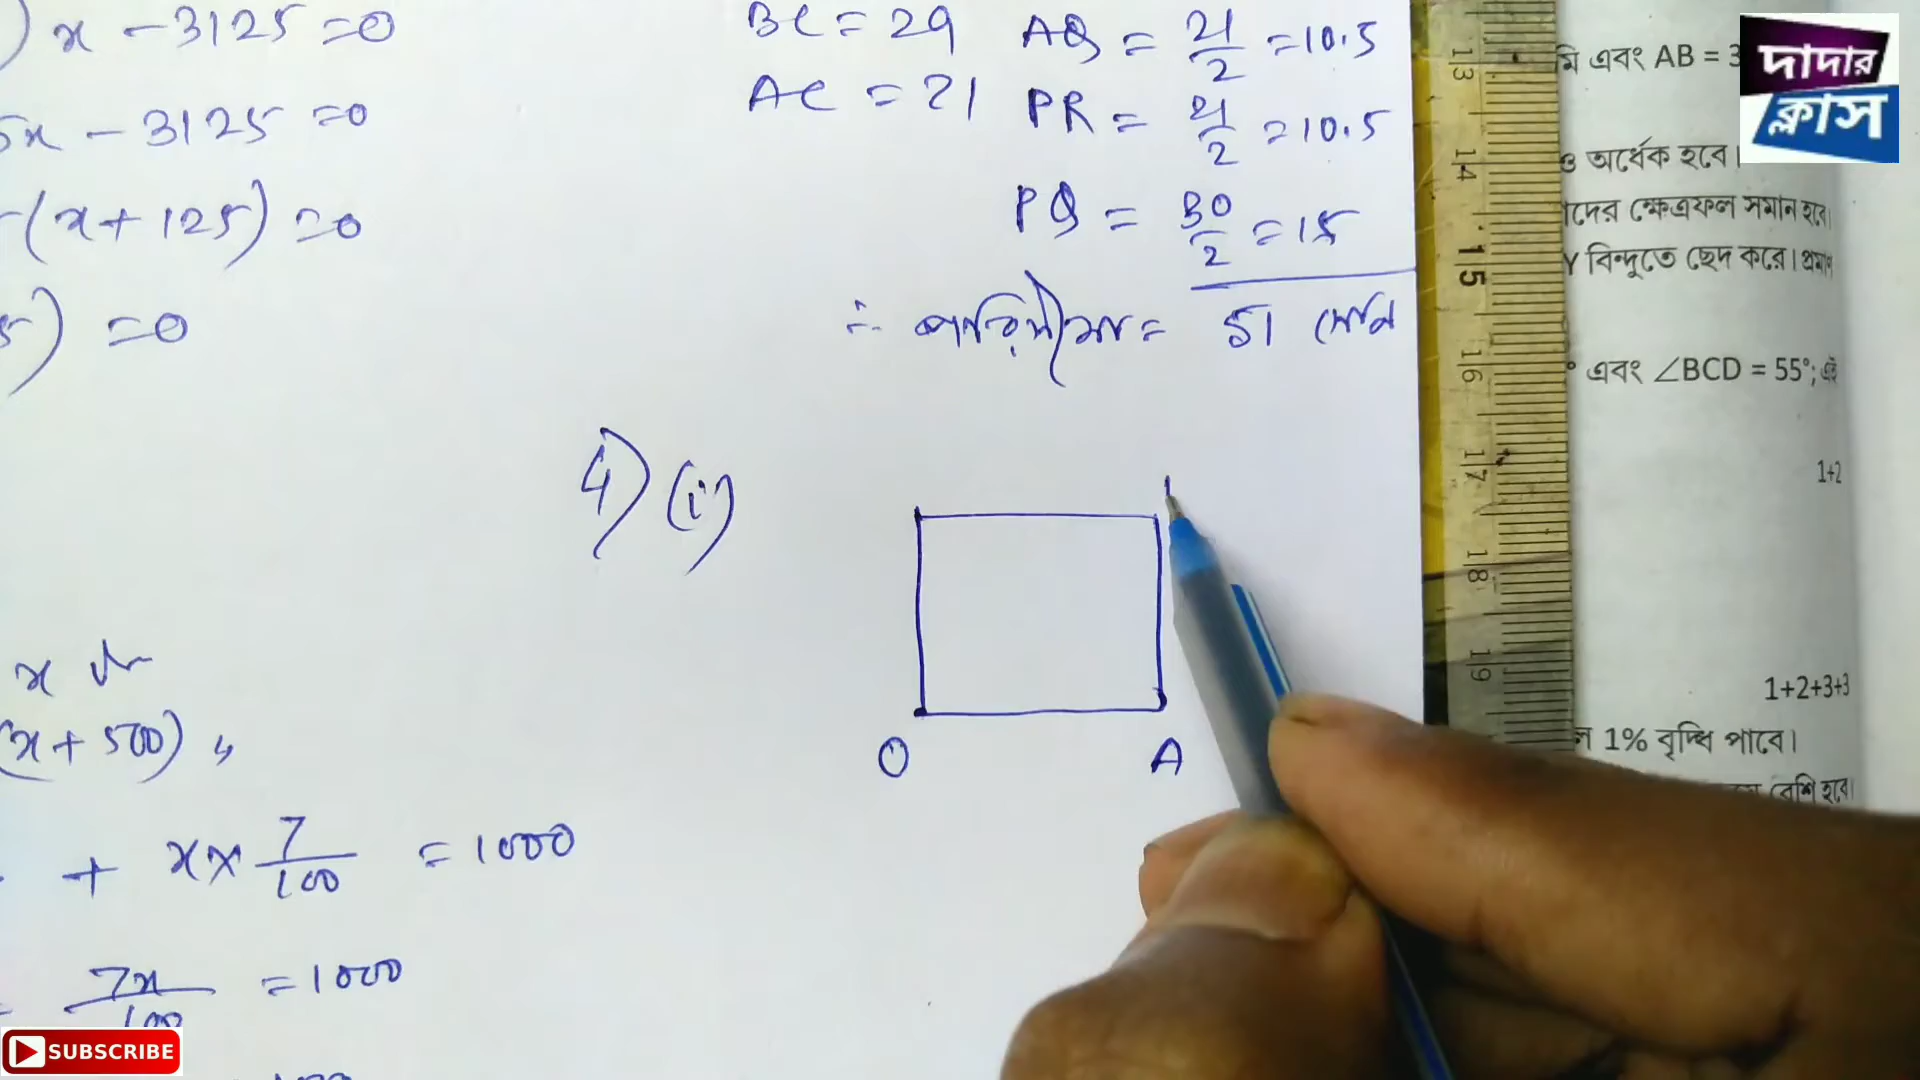 ) x - 3125 = 0
5x - 3125 = 0
(x + 125) = 0
5) = 0
x
(x + 500) "
+ x × 7/100 = 1000
7x/100 = 1000
BC = 29
AC = 21
AQ = 21/2 = 10.5
PR = 21/2 = 10.5
PQ = 30/2 = 15
∴ পরিসীমা = 51 সেমি
4) (i)
O A
13
14
15
16
17
18
19
মি এবং AB = 3
ও অর্ধেক হবে।
দের ক্ষেত্রফল সমান হবে।
Y বিন্দুতে ছেদ করে। প্রমাণ
° এবং ∠BCD = 55°; এই
1+2
1+2+3+3
ল 1% বৃদ্ধি পাবে।
বেশি হবে।
দাদার
ক্লাস
SUBSCRIBE